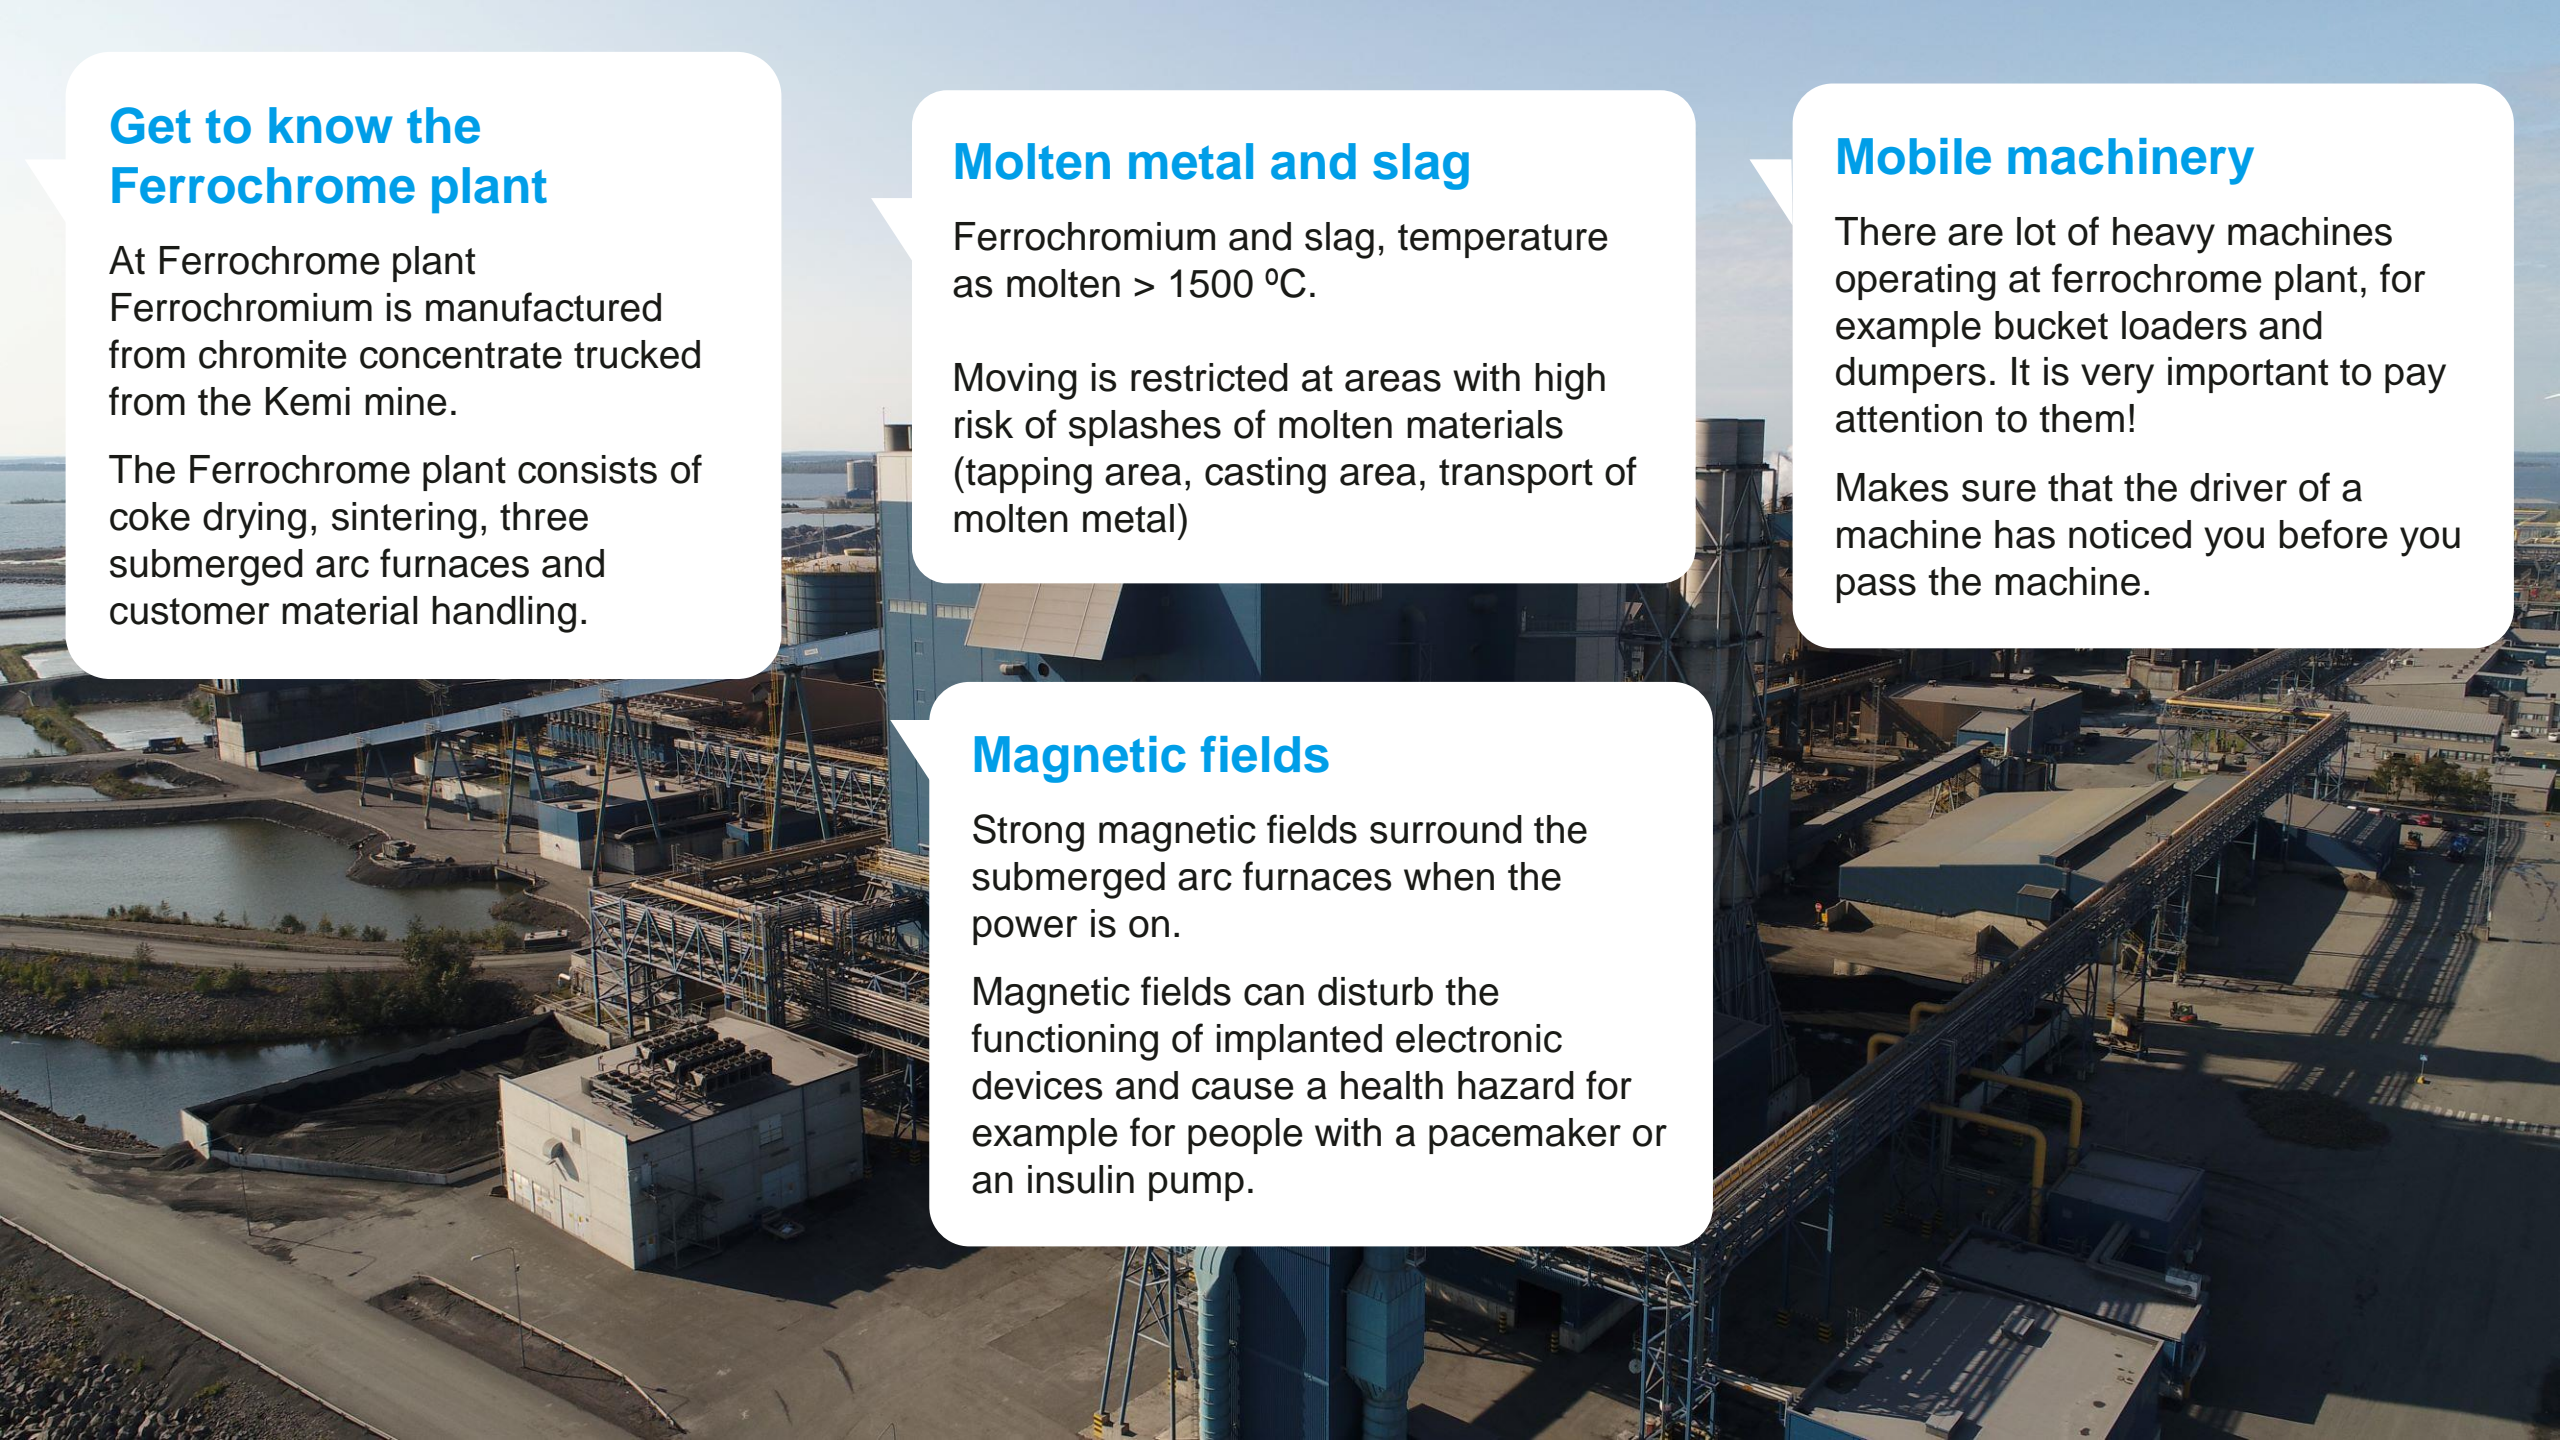 Get to know the
Ferrochrome plant
At Ferrochrome plant
Ferrochromium is manufactured
from chromite concentrate trucked
from the Kemi mine.
The Ferrochrome plant consists of
coke drying, sintering, three
submerged arc furnaces and
customer material handling.
Molten metal and slag
Ferrochromium and slag, temperature
as molten > 1500 ⁰C.
Moving is restricted at areas with high
risk of splashes of molten materials
(tapping area, casting area, transport of
molten metal)
Magnetic fields
Strong magnetic fields surround the
submerged arc furnaces when the
power is on.
Magnetic fields can disturb the
functioning of implanted electronic
devices and cause a health hazard for
example for people with a pacemaker or
an insulin pump.
Mobile machinery
There are lot of heavy machines
operating at ferrochrome plant, for
example bucket loaders and
dumpers. It is very important to pay
attention to them!
Makes sure that the driver of a
machine has noticed you before you
pass the machine.